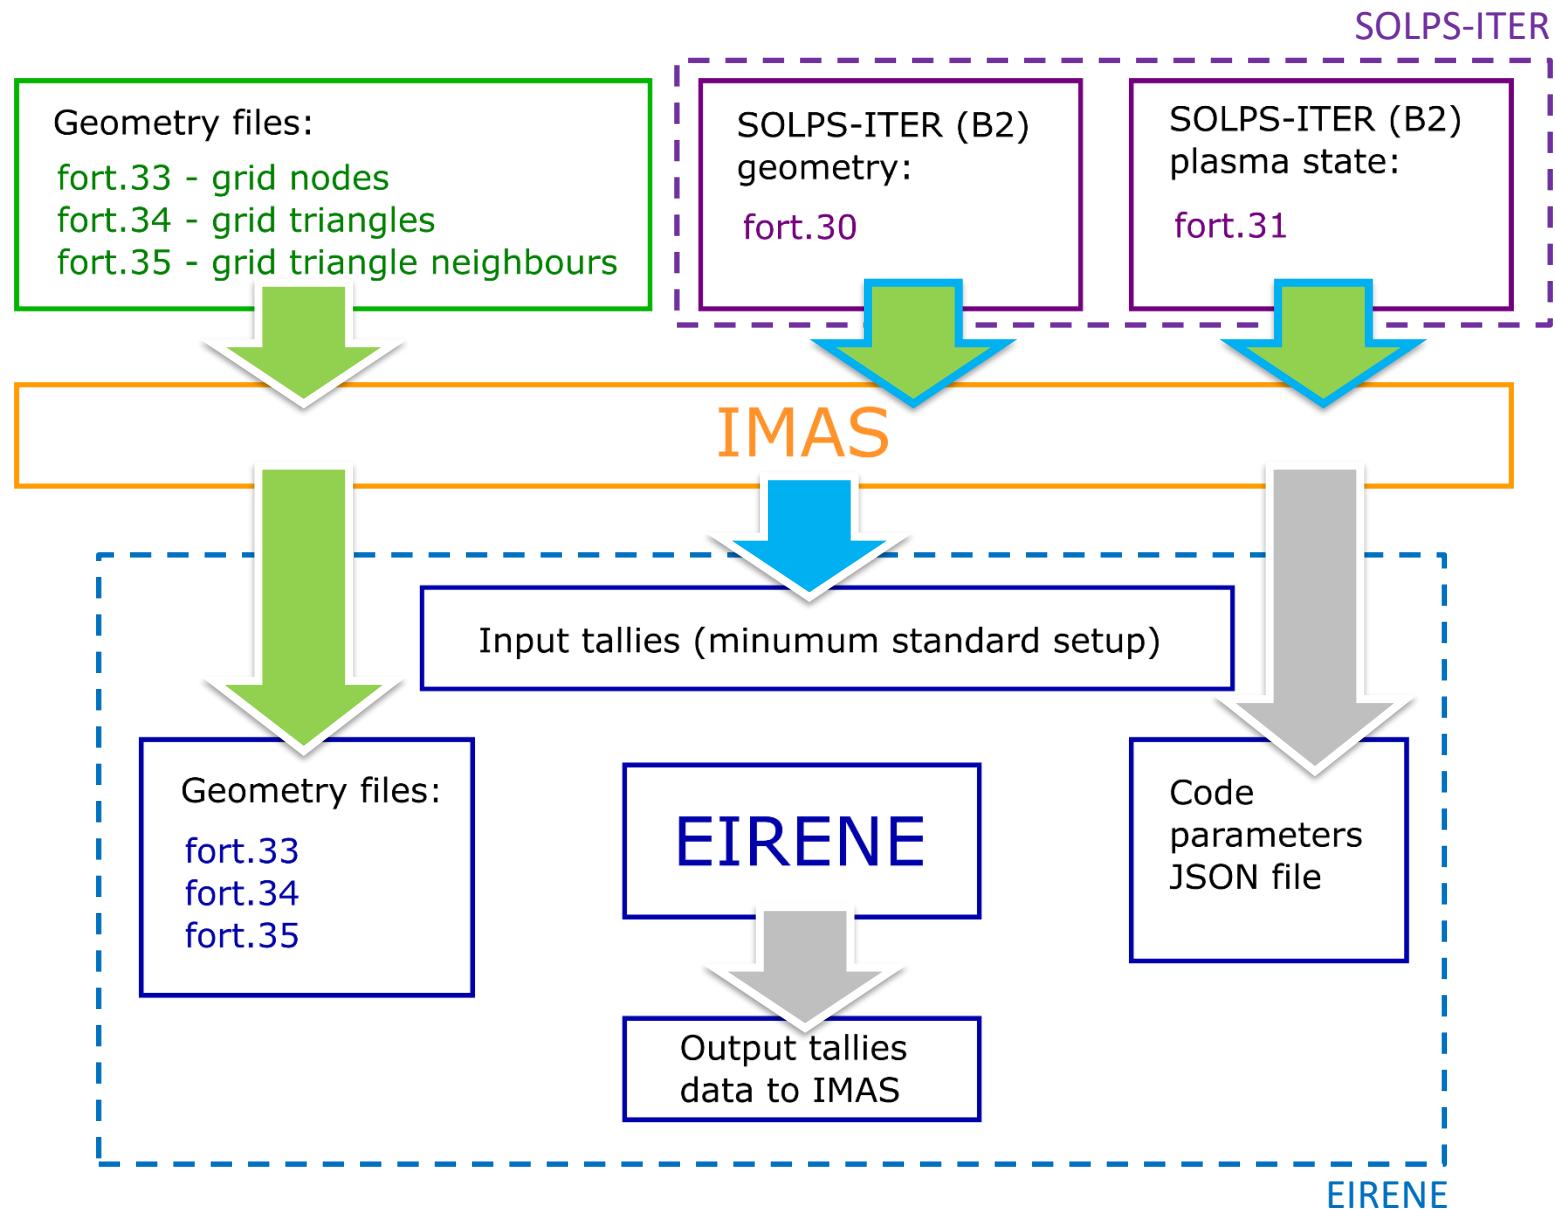 SOLPS-ITER
Geometry files:
fort.33 - grid nodes
fort.34 - grid triangles
fort.35 - grid triangle neighbours
SOLPS-ITER (B2)
geometry:
fort.30
SOLPS-ITER (B2)
plasma state:
fort.31
IMAS
Input tallies (minumum standard setup)
Geometry files:
fort.33
fort.34
fort.35
EIRENE
Code
parameters
JSON file
Output tallies
data to IMAS
EIRENE